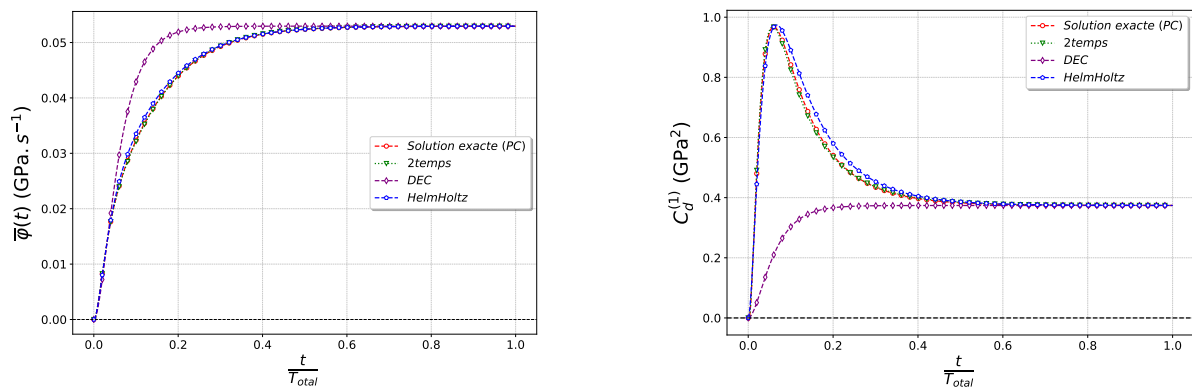 0.05
0.04
0.03
0.02
0.01
0.00
φ̅(t) (GPa. s⁻¹)
0.0 0.2 0.4 0.6 0.8 1.0
t
T_otal
Solution exacte (PC)
2temps
DEC
HelmHoltz
1.0
0.8
0.6
0.4
0.2
0.0
C_d^(1) (GPa²)
0.0 0.2 0.4 0.6 0.8 1.0
t
T_otal
Solution exacte (PC)
2temps
DEC
HelmHoltz